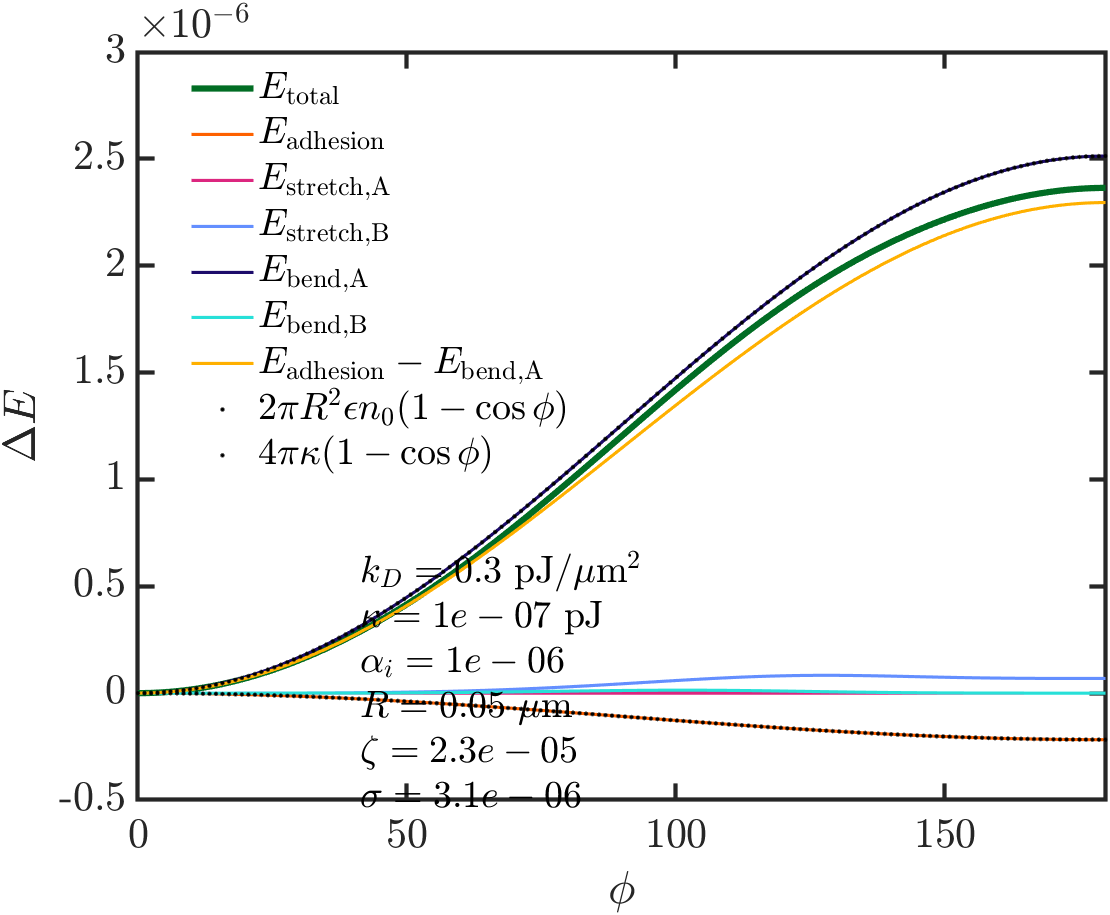 ×10⁻⁶
3
2.5
2
1.5
1
0.5
0
-0.5
ΔE
E_total
E_adhesion
E_stretch,A
E_stretch,B
E_bend,A
E_bend,B
E_adhesion − E_bend,A
2πR²ϵn₀(1 − cos ϕ)
4πκ(1 − cos ϕ)
k_D = 0.3 pJ/μm²
κ = 1e − 07 pJ
α_i = 1e − 06
R = 0.05 μm
ζ = 2.3e − 05
σ = 3.1e − 06
0 50 100 150
ϕ